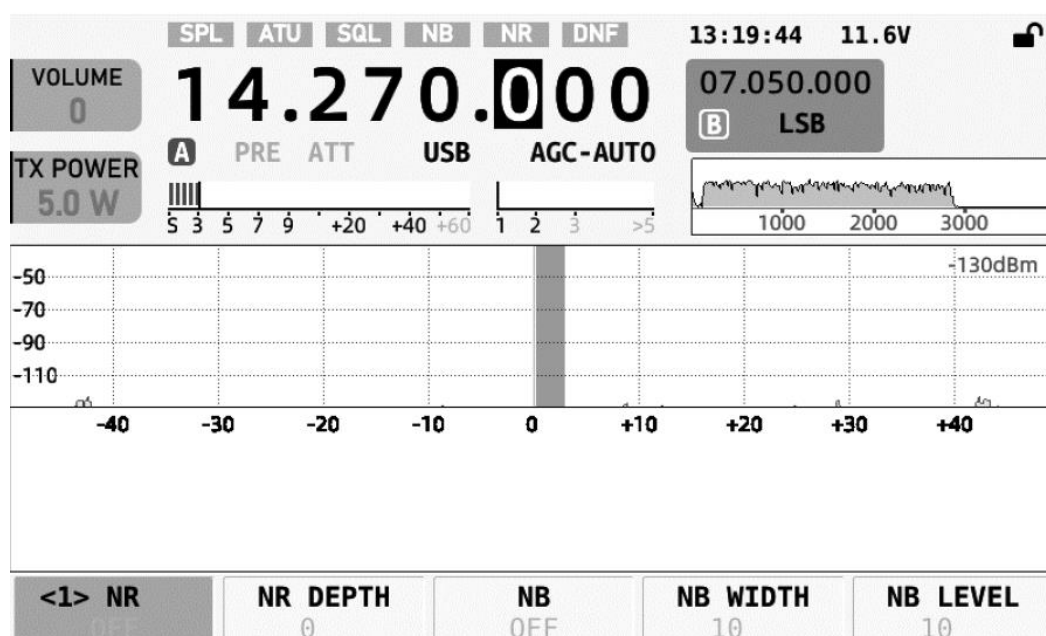 SPL ATU SQL NB NR DNF 13:19:44 11.6V
VOLUME
0
14.270.000
07.050.000
B LSB
A PRE ATT USB AGC-AUTO
TX POWER
5.0 W
S 3 5 7 9 +20 +40 +60 1 2 3 >5
1000 2000 3000
-130dBm
-50
-70
-90
-110
-40 -30 -20 -10 0 +10 +20 +30 +40
<1> NR NR DEPTH NB NB WIDTH NB LEVEL
OFF 0 OFF 10 10